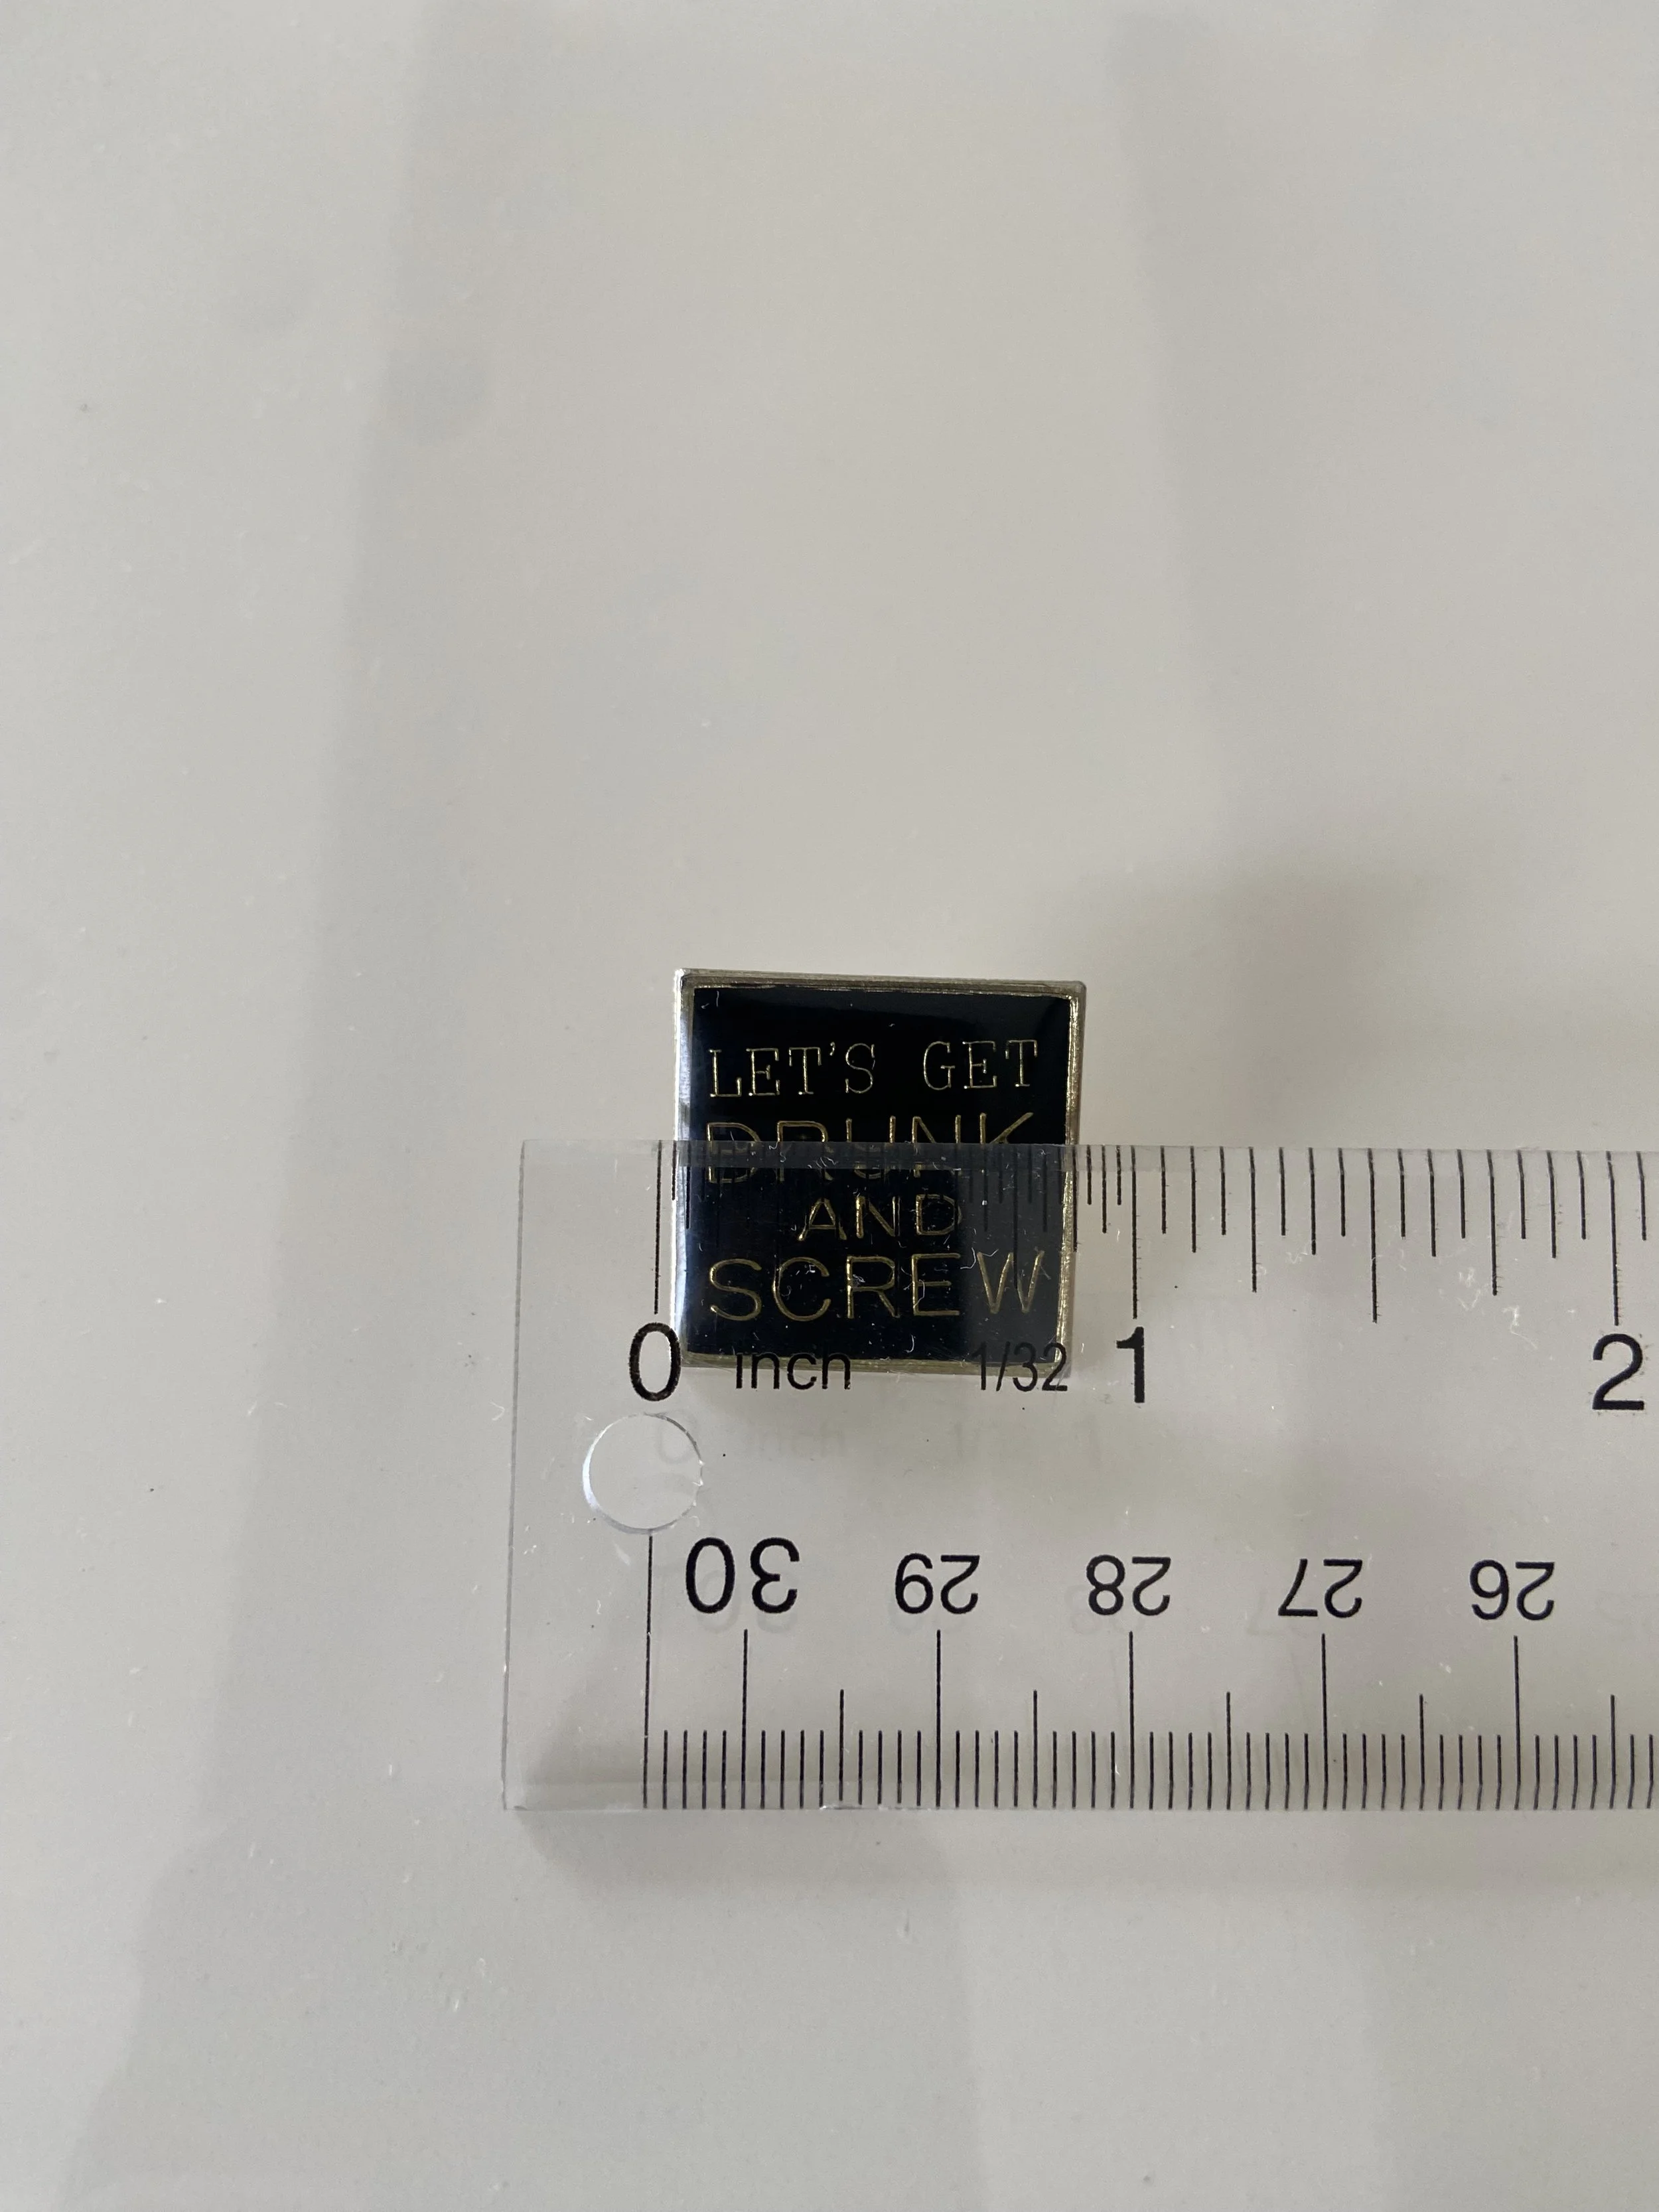 LET'S GET
DRUNK
AND
SCREW
0 inch 1/32 1 2
30 29 28 27 26